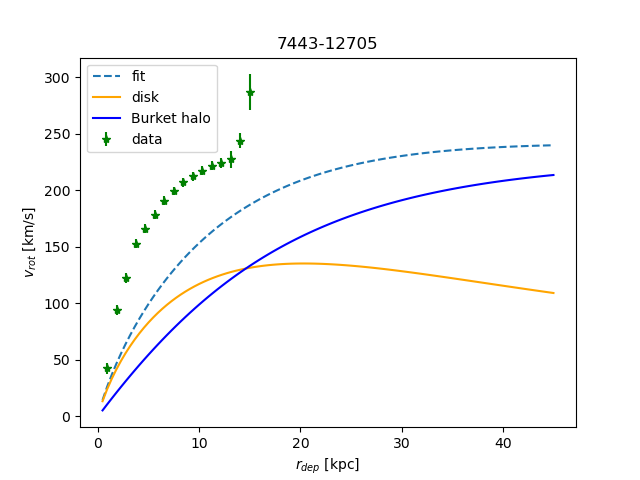 7443-12705
fit
disk
Burket halo
data
300
250
200
150
100
50
0
v_rot [km/s]
0 10 20 30 40
r_dep [kpc]